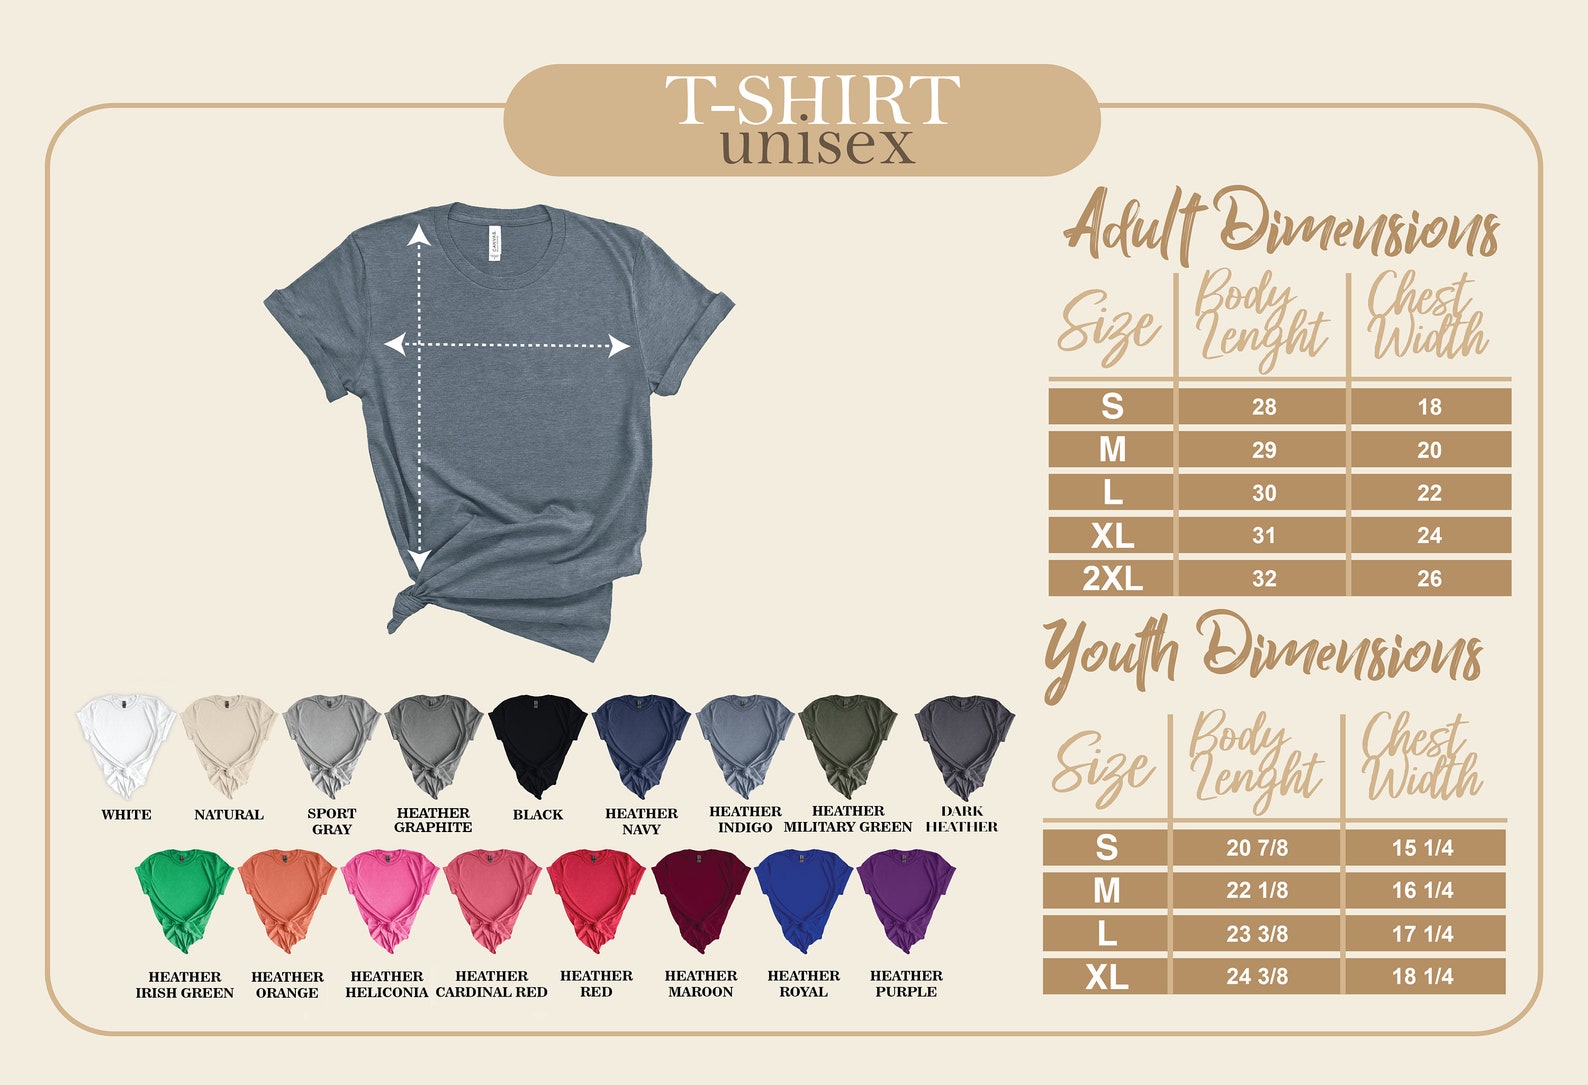 T-SHIRT
unisex
CANVAS
Adult Dimensions
Size
Body
Lenght
Chest
Width
S 28 18
M 29 20
L 30 22
XL 31 24
2XL 32 26
Youth Dimensions
Size
Body
Lenght
Chest
Width
S 20 7/8 15 1/4
M 22 1/8 16 1/4
L 23 3/8 17 1/4
XL 24 3/8 18 1/4
WHITE
NATURAL
SPORT
GRAY
HEATHER
GRAPHITE
BLACK
HEATHER
NAVY
HEATHER
INDIGO
HEATHER
MILITARY GREEN
DARK
HEATHER
HEATHER
IRISH GREEN
HEATHER
ORANGE
HEATHER
HELICONIA
HEATHER
CARDINAL RED
HEATHER
RED
HEATHER
MAROON
HEATHER
ROYAL
HEATHER
PURPLE